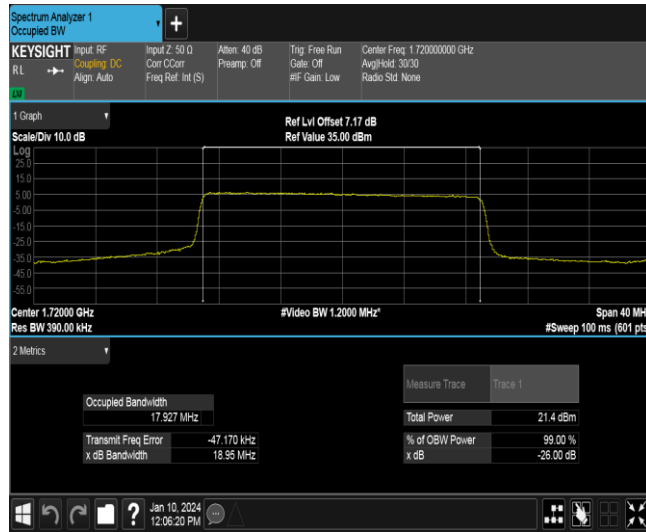 Spectrum Analyzer 1
Occupied BW
+
KEYSIGHT
RL
LXI
Input: RF
Coupling: DC
Align: Auto
Input Z: 50 Ω
Corr CCorr
Freq Ref: Int (S)
Atten: 40 dB
Preamp: Off
Trig: Free Run
Gate: Off
#IF Gain: Low
Center Freq: 1.720000000 GHz
Avg|Hold: 30/30
Radio Std: None
1 Graph
Scale/Div 10.0 dB
Ref Lvl Offset 7.17 dB
Ref Value 35.00 dBm
Log
25.0
15.0
5.00
-5.00
-15.0
-25.0
-35.0
-45.0
-55.0
Center 1.72000 GHz
#Video BW 1.2000 MHz*
Span 40 MH
Res BW 390.00 kHz
#Sweep 100 ms (601 pts
2 Metrics
Measure Trace Trace 1
Occupied Bandwidth
17.927 MHz
Total Power 21.4 dBm
Transmit Freq Error -47.170 kHz
% of OBW Power 99.00 %
x dB Bandwidth 18.95 MHz
x dB -26.00 dB
?
Jan 10, 2024
12:06:20 PM